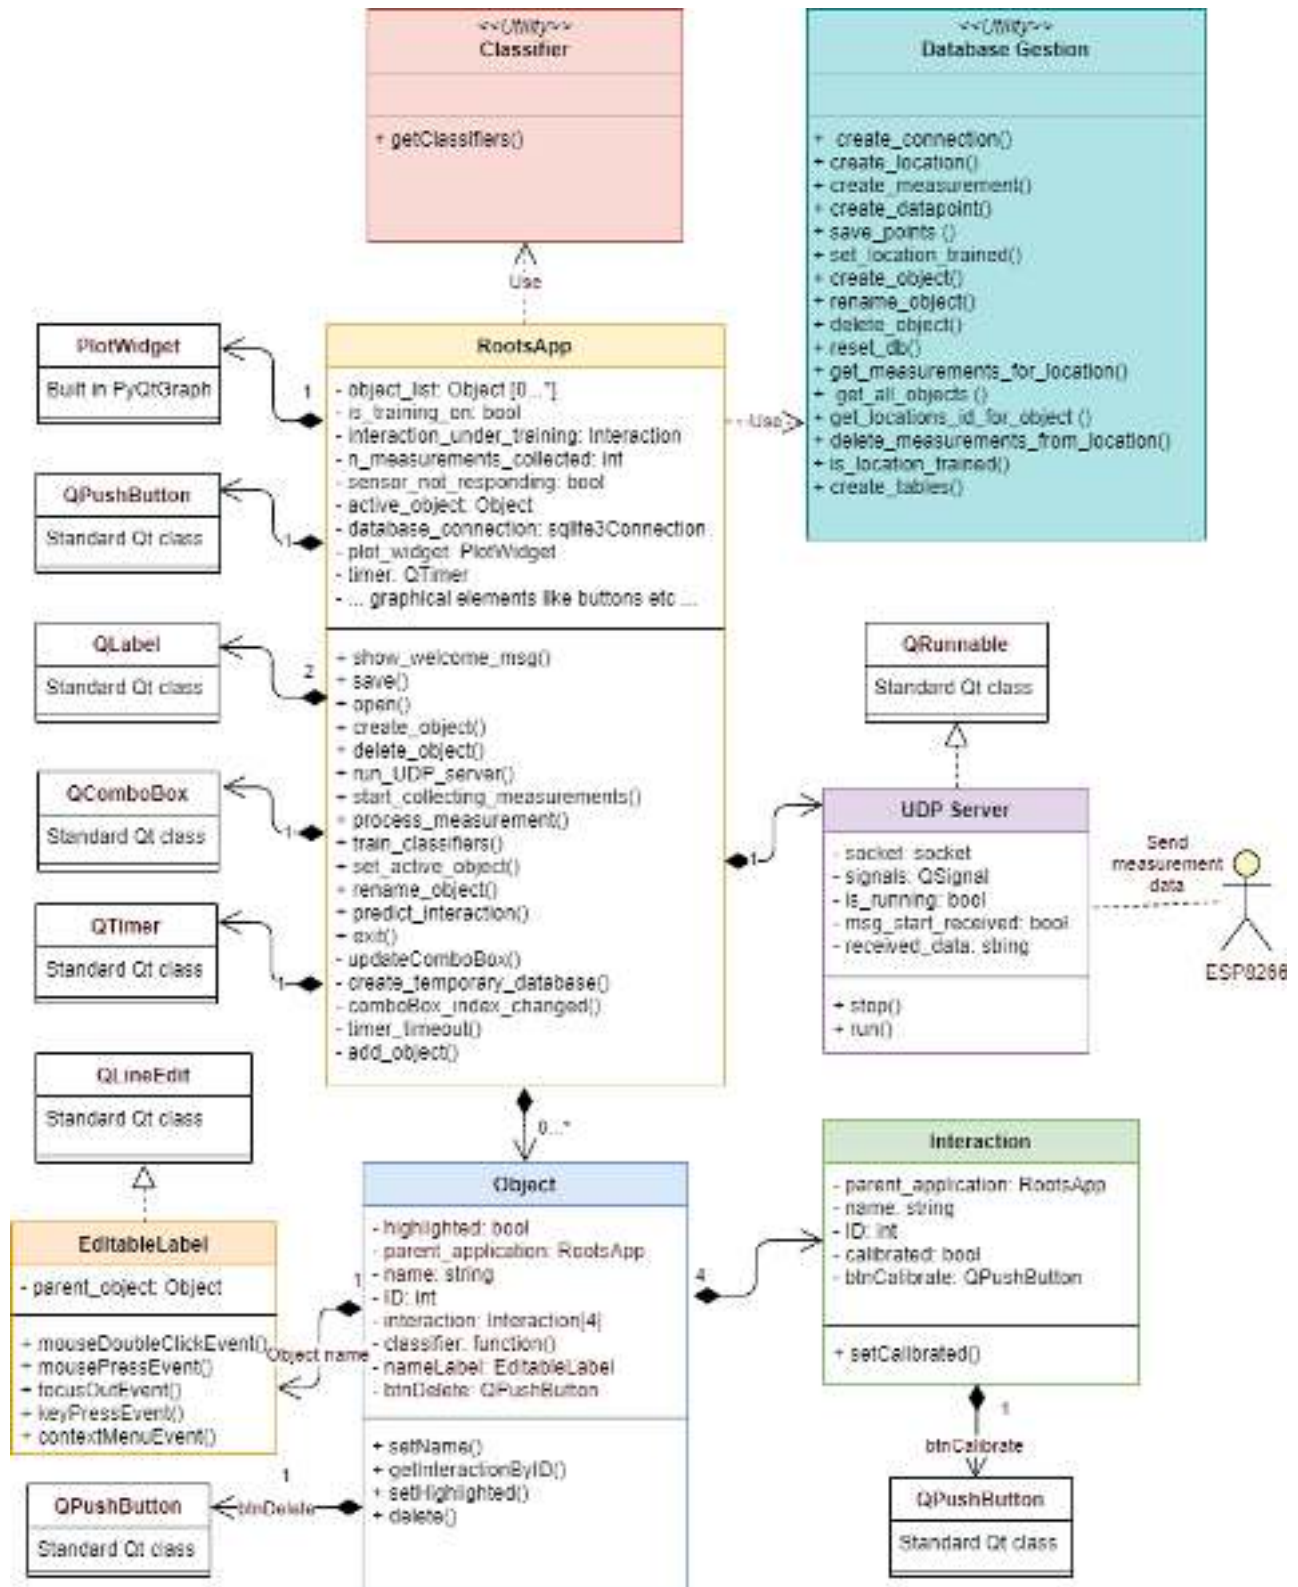 <<Utility>>
Classifier
+ getClassifiers()
<<Utility>>
Database Gestion
+ create_connection()
+ create_location()
+ create_measurement()
+ create_datapoint()
+ save_points ()
+ set_location_trained()
+ create_object()
+ rename_object()
+ delete_object()
+ reset_db()
+ get_measurements_for_location()
+ get_all_objects ()
+ get_locations_id_for_object ()
+ delete_measurements_from_location()
+ is_location_trained()
+ create_tables()
Use
Use
PlotWidget
Built in PyQtGraph
1
QPushButton
Standard Qt class
1
QLabel
Standard Qt class
2
QComboBox
Standard Qt class
1
QTimer
Standard Qt class
1
RootsApp
- object_list: Object [0...*]
- is_training_on: bool
- interaction_under_training: Interaction
- n_measurements_collected: int
- sensor_not_responding: bool
- active_object: Object
- database_connection: sqlite3Connection
- plot_widget: PlotWidget
- timer: QTimer
- ... graphical elements like buttons etc ...
+ show_welcome_msg()
+ save()
+ open()
+ create_object()
+ delete_object()
+ run_UDP_server()
+ start_collecting_measurements()
+ process_measurement()
+ train_classifiers()
+ set_active_object()
+ rename_object()
+ predict_interaction()
+ exit()
- updateComboBox()
- create_temporary_database()
- comboBox_index_changed()
- timer_timeout()
- add_object()
QRunnable
Standard Qt class
1
UDP Server
- socket: socket
- signals: QSignal
- is_running: bool
- msg_start_received: bool
- received_data: string
+ stop()
+ run()
Send
measurement
data
ESP8266
QLineEdit
Standard Qt class
EditableLabel
- parent_object: Object
+ mouseDoubleClickEvent()
+ mousePressEvent()
+ focusOutEvent()
+ keyPressEvent()
+ contextMenuEvent()
0...*
1
Object name
Object
- highlighted: bool
- parent_application: RootsApp
- name: string
- ID: int
- interaction: Interaction[4]
- classifier: function()
- nameLabel: EditableLabel
- btnDelete: QPushButton
+ setName()
+ getInteractionByID()
+ setHighlighted()
+ delete()
4
Interaction
- parent_application: RootsApp
- name: string
- ID: int
- calibrated: bool
- btnCalibrate: QPushButton
+ setCalibrated()
1
btnCalibrate
QPushButton
Standard Qt class
1
btnDelete
QPushButton
Standard Qt class